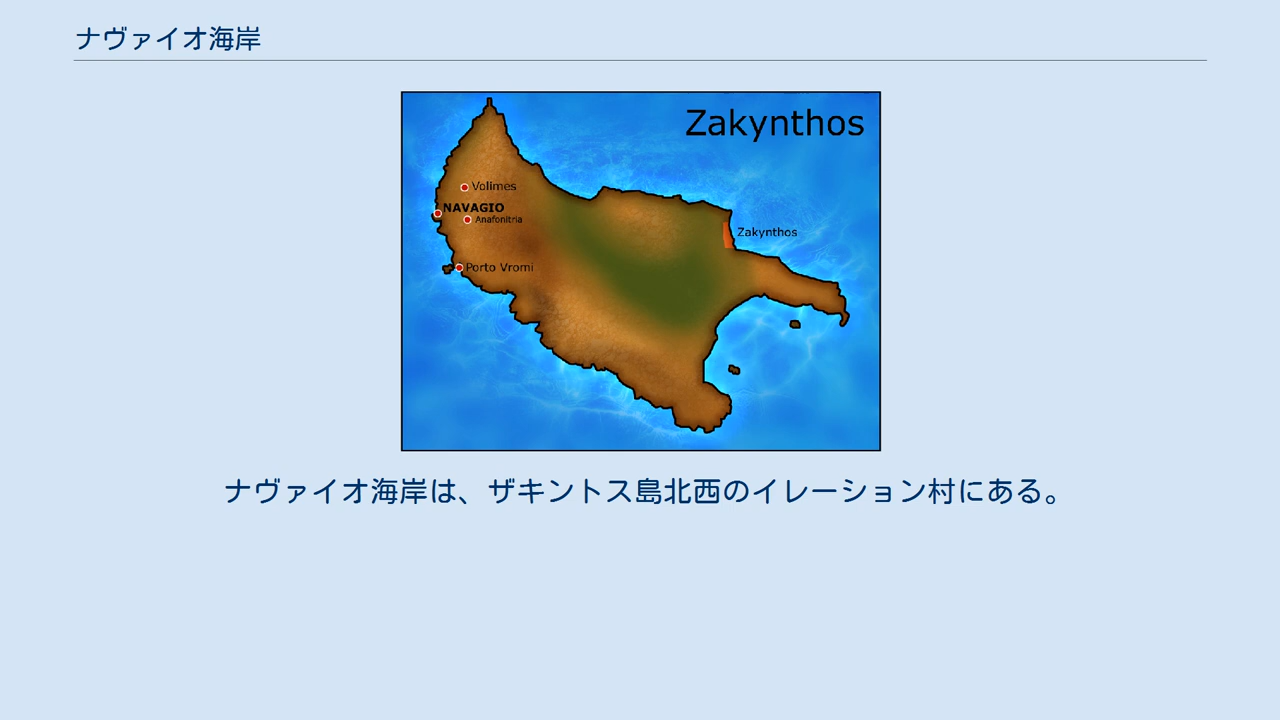 ナヴァイオ海岸
Zakynthos
Volimes
NAVAGIO
Anafonitria
Zakynthos
Porto Vromi
ナヴァイオ海岸は、ザキントス島北西のイレーション村にある。